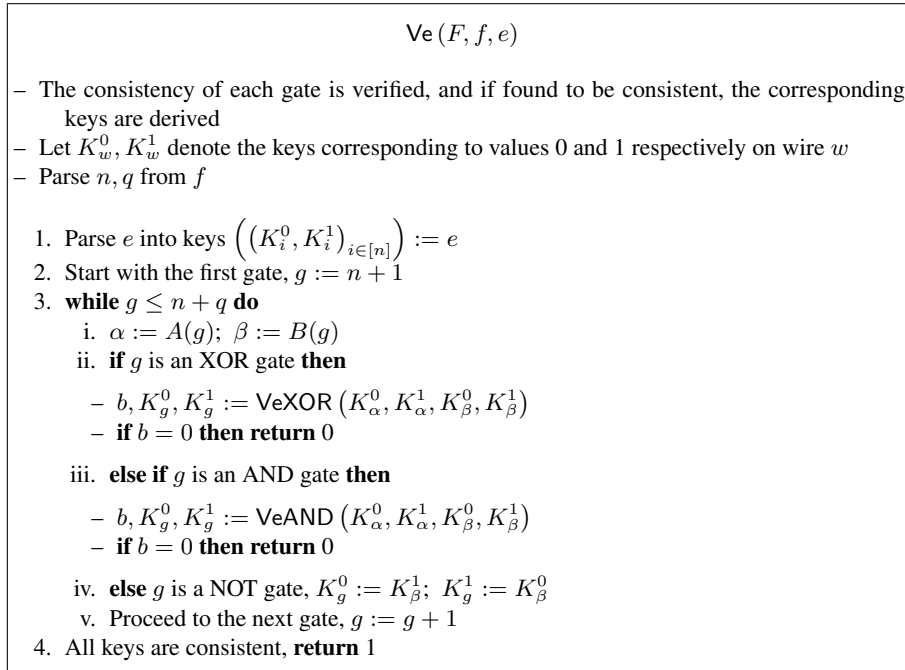 Ve (F, f, e)
– The consistency of each gate is verified, and if found to be consistent, the corresponding
keys are derived
– Let K_w^0, K_w^1 denote the keys corresponding to values 0 and 1 respectively on wire w
– Parse n, q from f
1. Parse e into keys ((K_i^0, K_i^1)_{i∈[n]}) := e
2. Start with the first gate, g := n + 1
3. while g ≤ n + q do
i. α := A(g); β := B(g)
ii. if g is an XOR gate then
– b, K_g^0, K_g^1 := VeXOR (K_α^0, K_α^1, K_β^0, K_β^1)
– if b = 0 then return 0
iii. else if g is an AND gate then
– b, K_g^0, K_g^1 := VeAND (K_α^0, K_α^1, K_β^0, K_β^1)
– if b = 0 then return 0
iv. else g is a NOT gate, K_g^0 := K_β^1; K_g^1 := K_β^0
v. Proceed to the next gate, g := g + 1
4. All keys are consistent, return 1